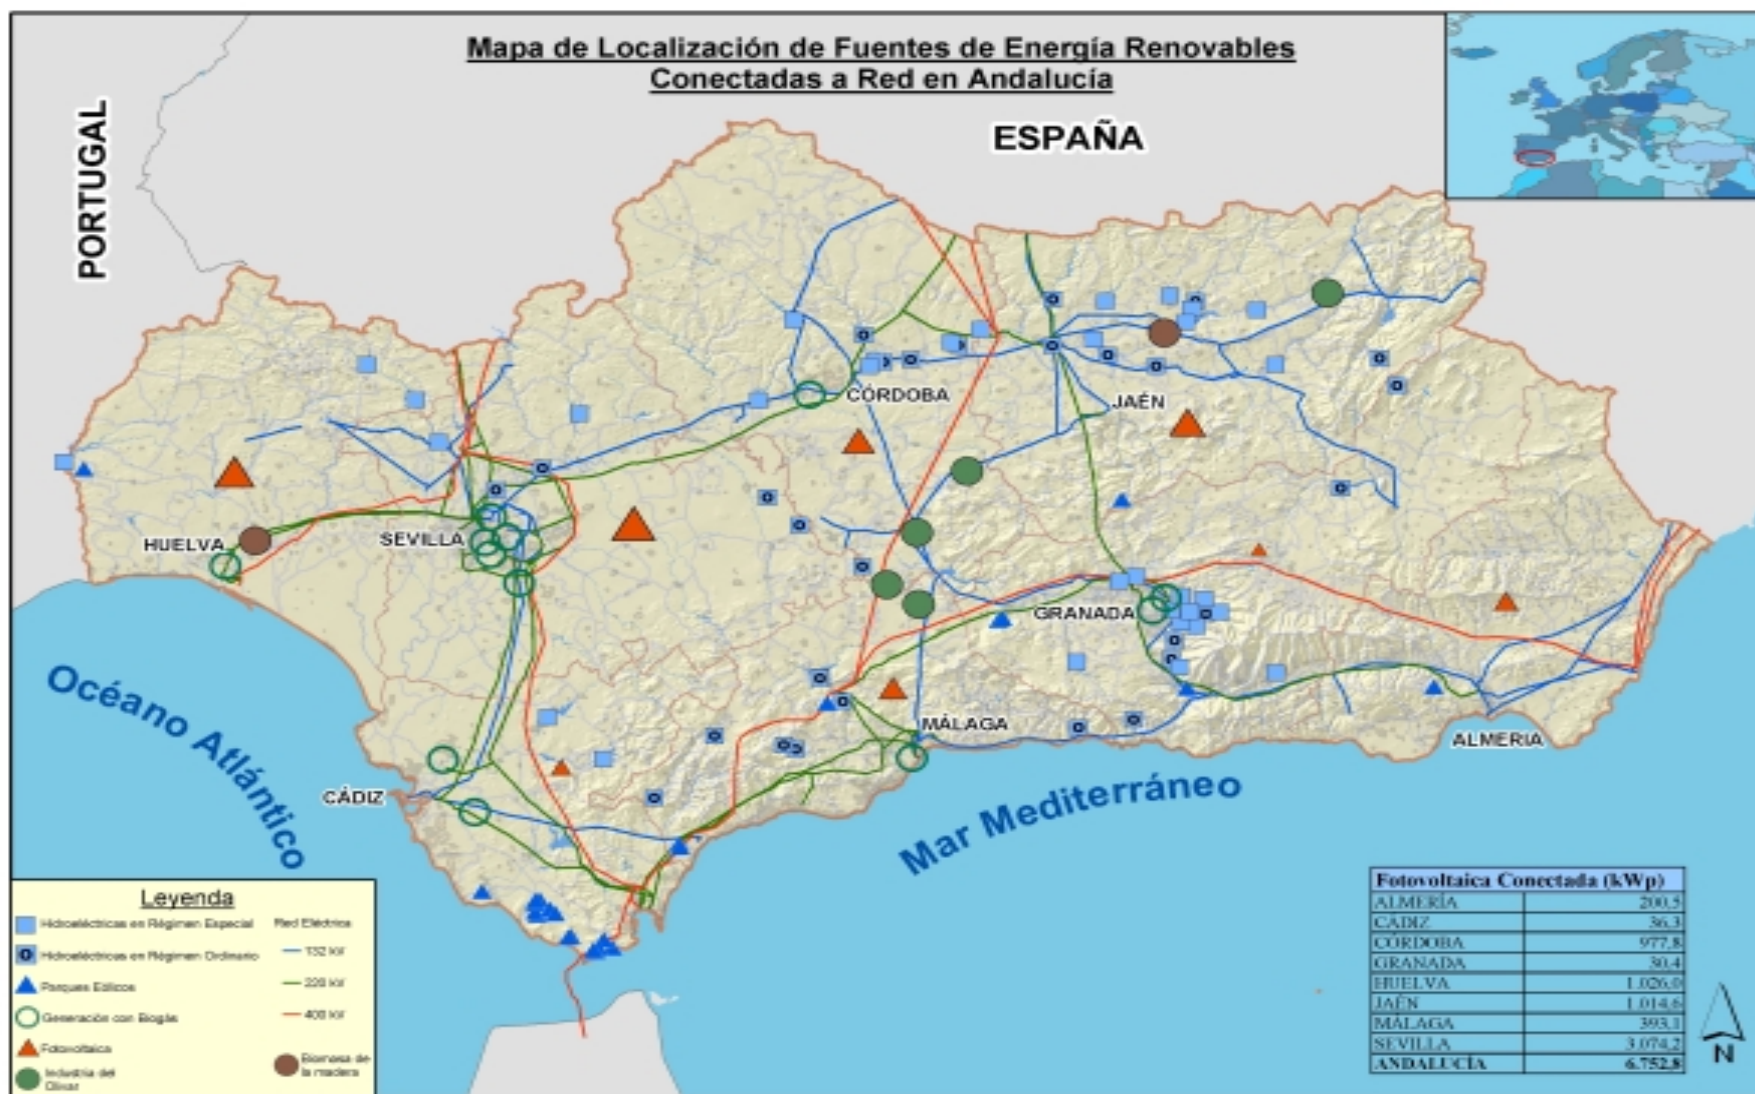 Mapa de Localización de Fuentes de Energía Renovables
Conectadas a Red en Andalucía
PORTUGAL
ESPAÑA
CÓRDOBA
JAÉN
HUELVA
SEVILLA
GRANADA
MÁLAGA
ALMERIA
CÁDIZ
Océano Atlántico
Mar Mediterráneo
Leyenda
Hidroeléctricas en Régimen Especial
Hidroeléctricas en Régimen Ordinario
Parques Eólicos
Generación con Biogás
Fotovoltaica
Industria del
Olivar
Red Eléctrica
132 kV
220 kV
400 kV
Biomasa de
la madera
Fotovoltaica Conectada (kWp)
ALMERÍA 200,5
CÁDIZ 36,3
CÓRDOBA 977,8
GRANADA 30,4
HUELVA 1.026,0
JAÉN 1.014,6
MÁLAGA 393,1
SEVILLA 3.074,2
ANDALUCÍA 6.752,8
N